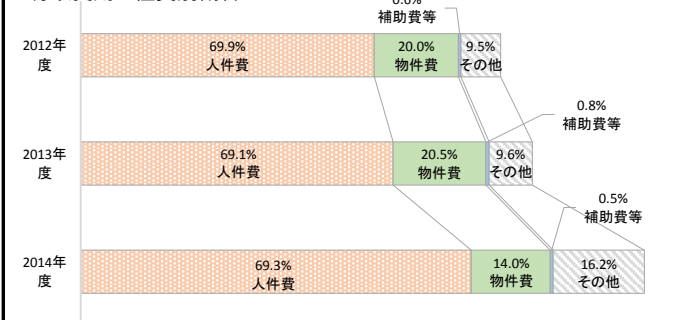 補助費等
2012年
度
69.9%
人件費
20.0%
物件費
9.5%
その他
0.8%
補助費等
2013年
度
69.1%
人件費
20.5%
物件費
9.6%
その他
0.5%
補助費等
2014年
度
69.3%
人件費
14.0%
物件費
16.2%
その他